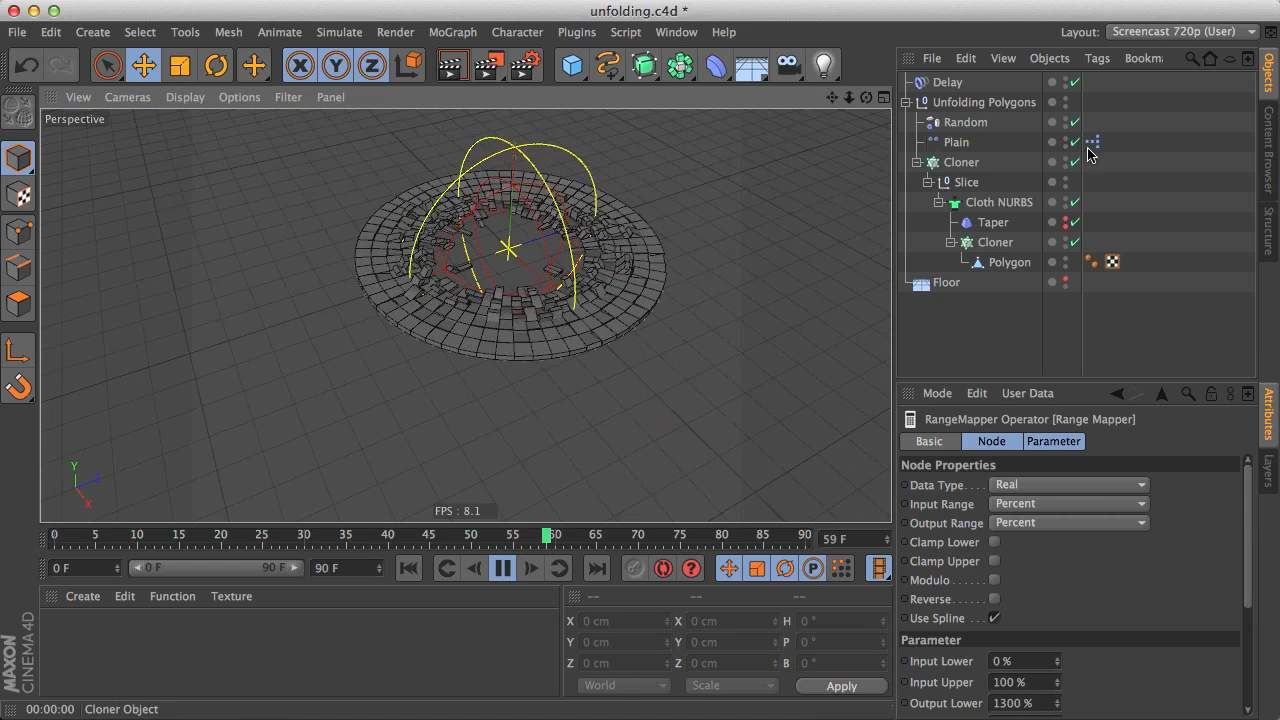 unfolding.c4d *
File Edit Create Select Tools Mesh Snap Animate Simulate Render MoGraph Character Plugins Script Window Help
Layout: Screencast 720p (User)
X Y Z
View Cameras Display Options Filter Panel
Perspective
Y
X
FPS : 8.1
0 5 10 15 20 25 30 35 40 45 50 55 60 65 70 75 80 85 90 59 F
0 F 0 F 90 F 90 F
P
Create Edit Function Texture
-- -- --
X 0 cm X 0 cm H 0 °
Y 0 cm Y 0 cm P 0 °
Z 0 cm Z 0 cm B 0 °
World Scale Apply
MAXON CINEMA 4D
00:00:00 Cloner Object
File Edit View Objects Tags Bookma
Delay
Unfolding Polygons
Random
Plain
Cloner
Slice
Cloth NURBS
Taper
Cloner
Polygon
Floor
Objects
Content Browser
Structure
Mode Edit User Data
RangeMapper Operator [Range Mapper]
Basic Node Parameter
Node Properties
Data Type. . . . Real
Input Range Percent
Output Range Percent
Clamp Lower
Clamp Upper
Modulo
Reverse
Use Spline
Parameter
Input Lower 0 %
Input Upper 100 %
Output Lower 1300 %
Attributes
Layers